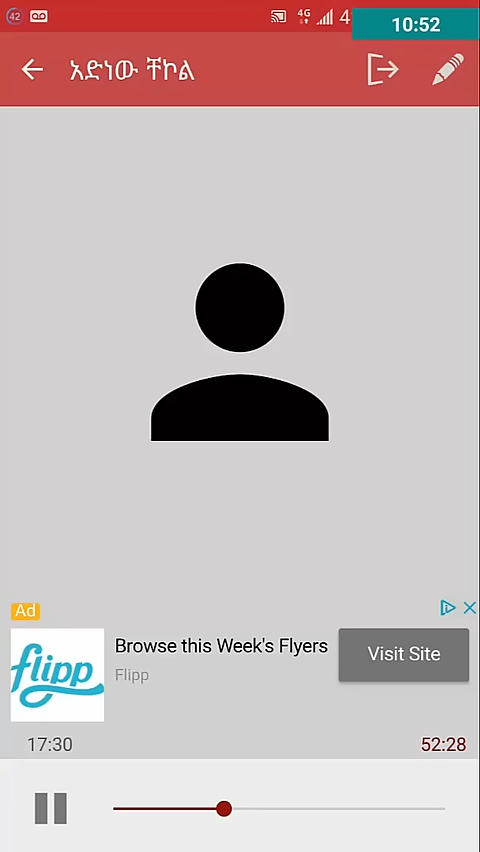 42
4G
4
10:52
አድነው ቸኮል
Ad
flipp
Browse this Week's Flyers
Flipp
Visit Site
17:30
52:28